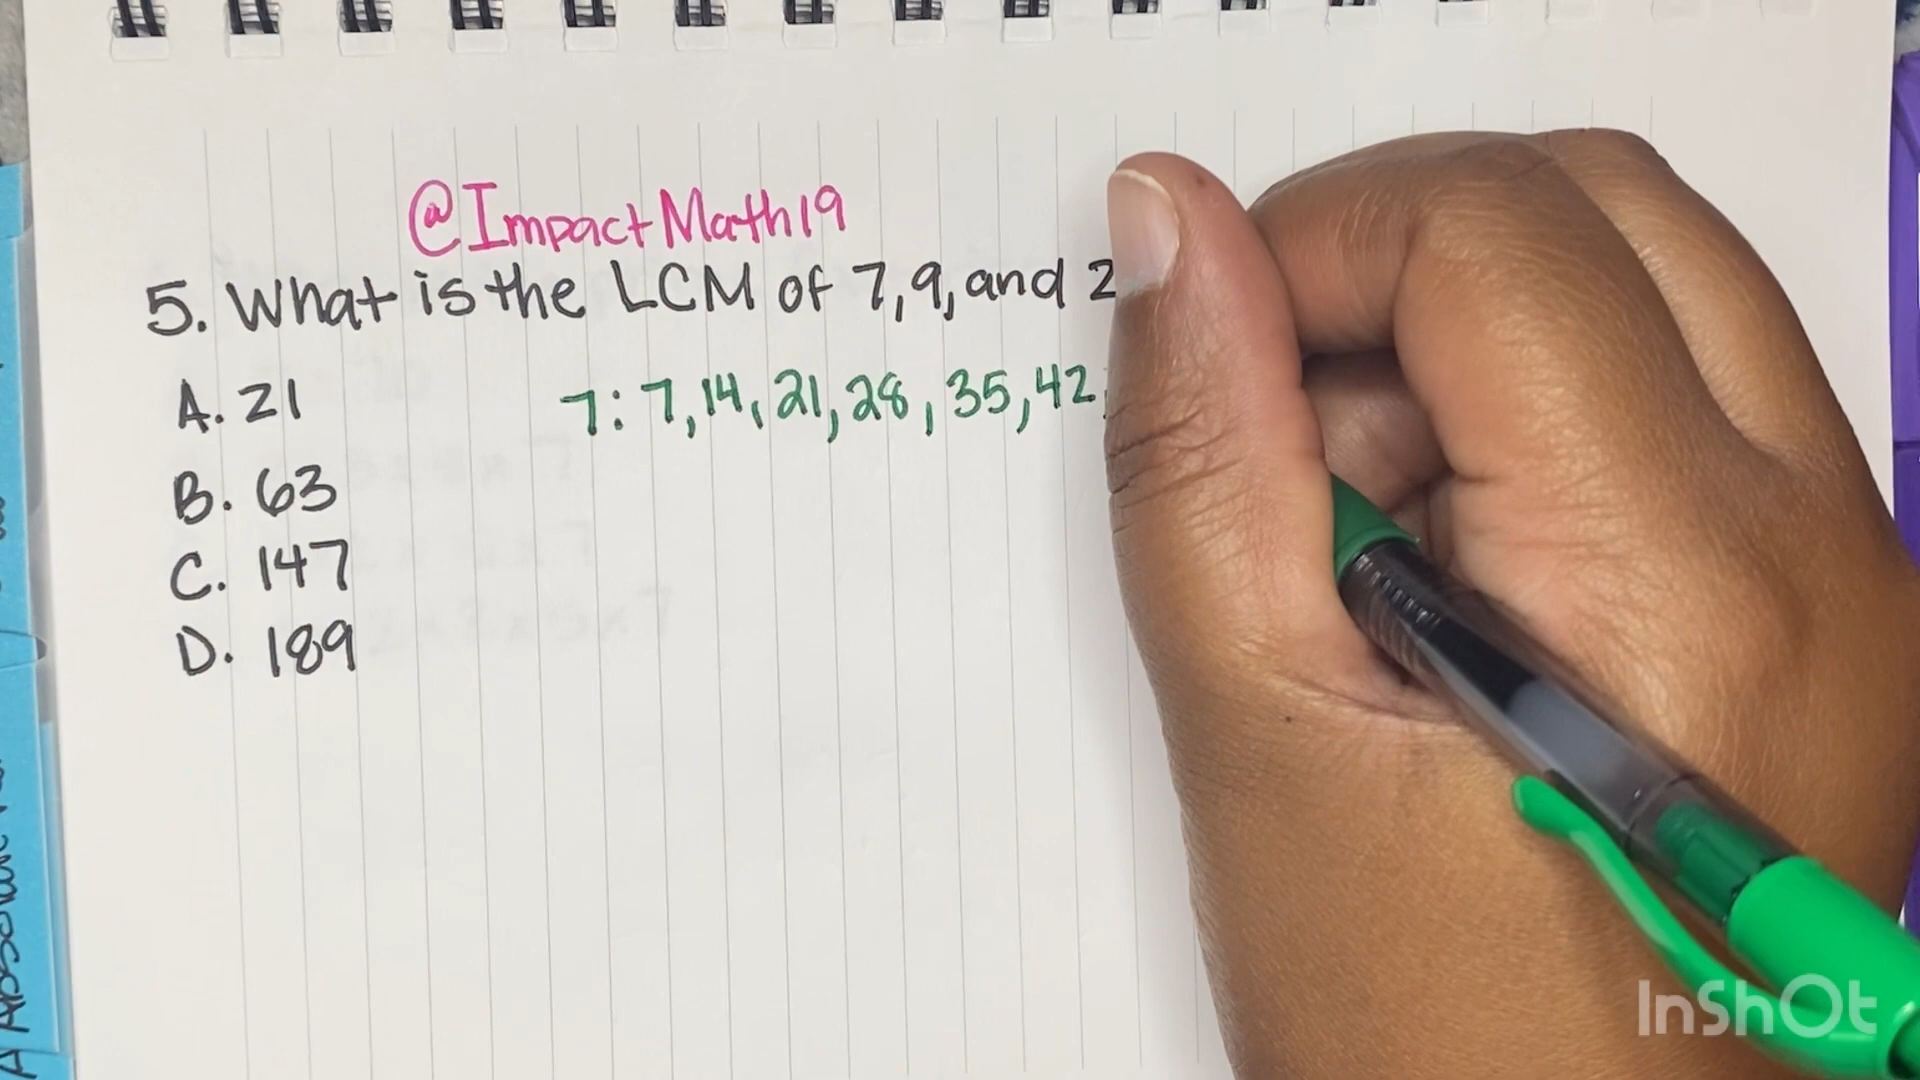 @ImpactMath19
5. What is the LCM of 7, 9, and 2
A. 21
7: 7, 14, 21, 28, 35, 42,
B. 63
C. 147
D. 189
InShOt